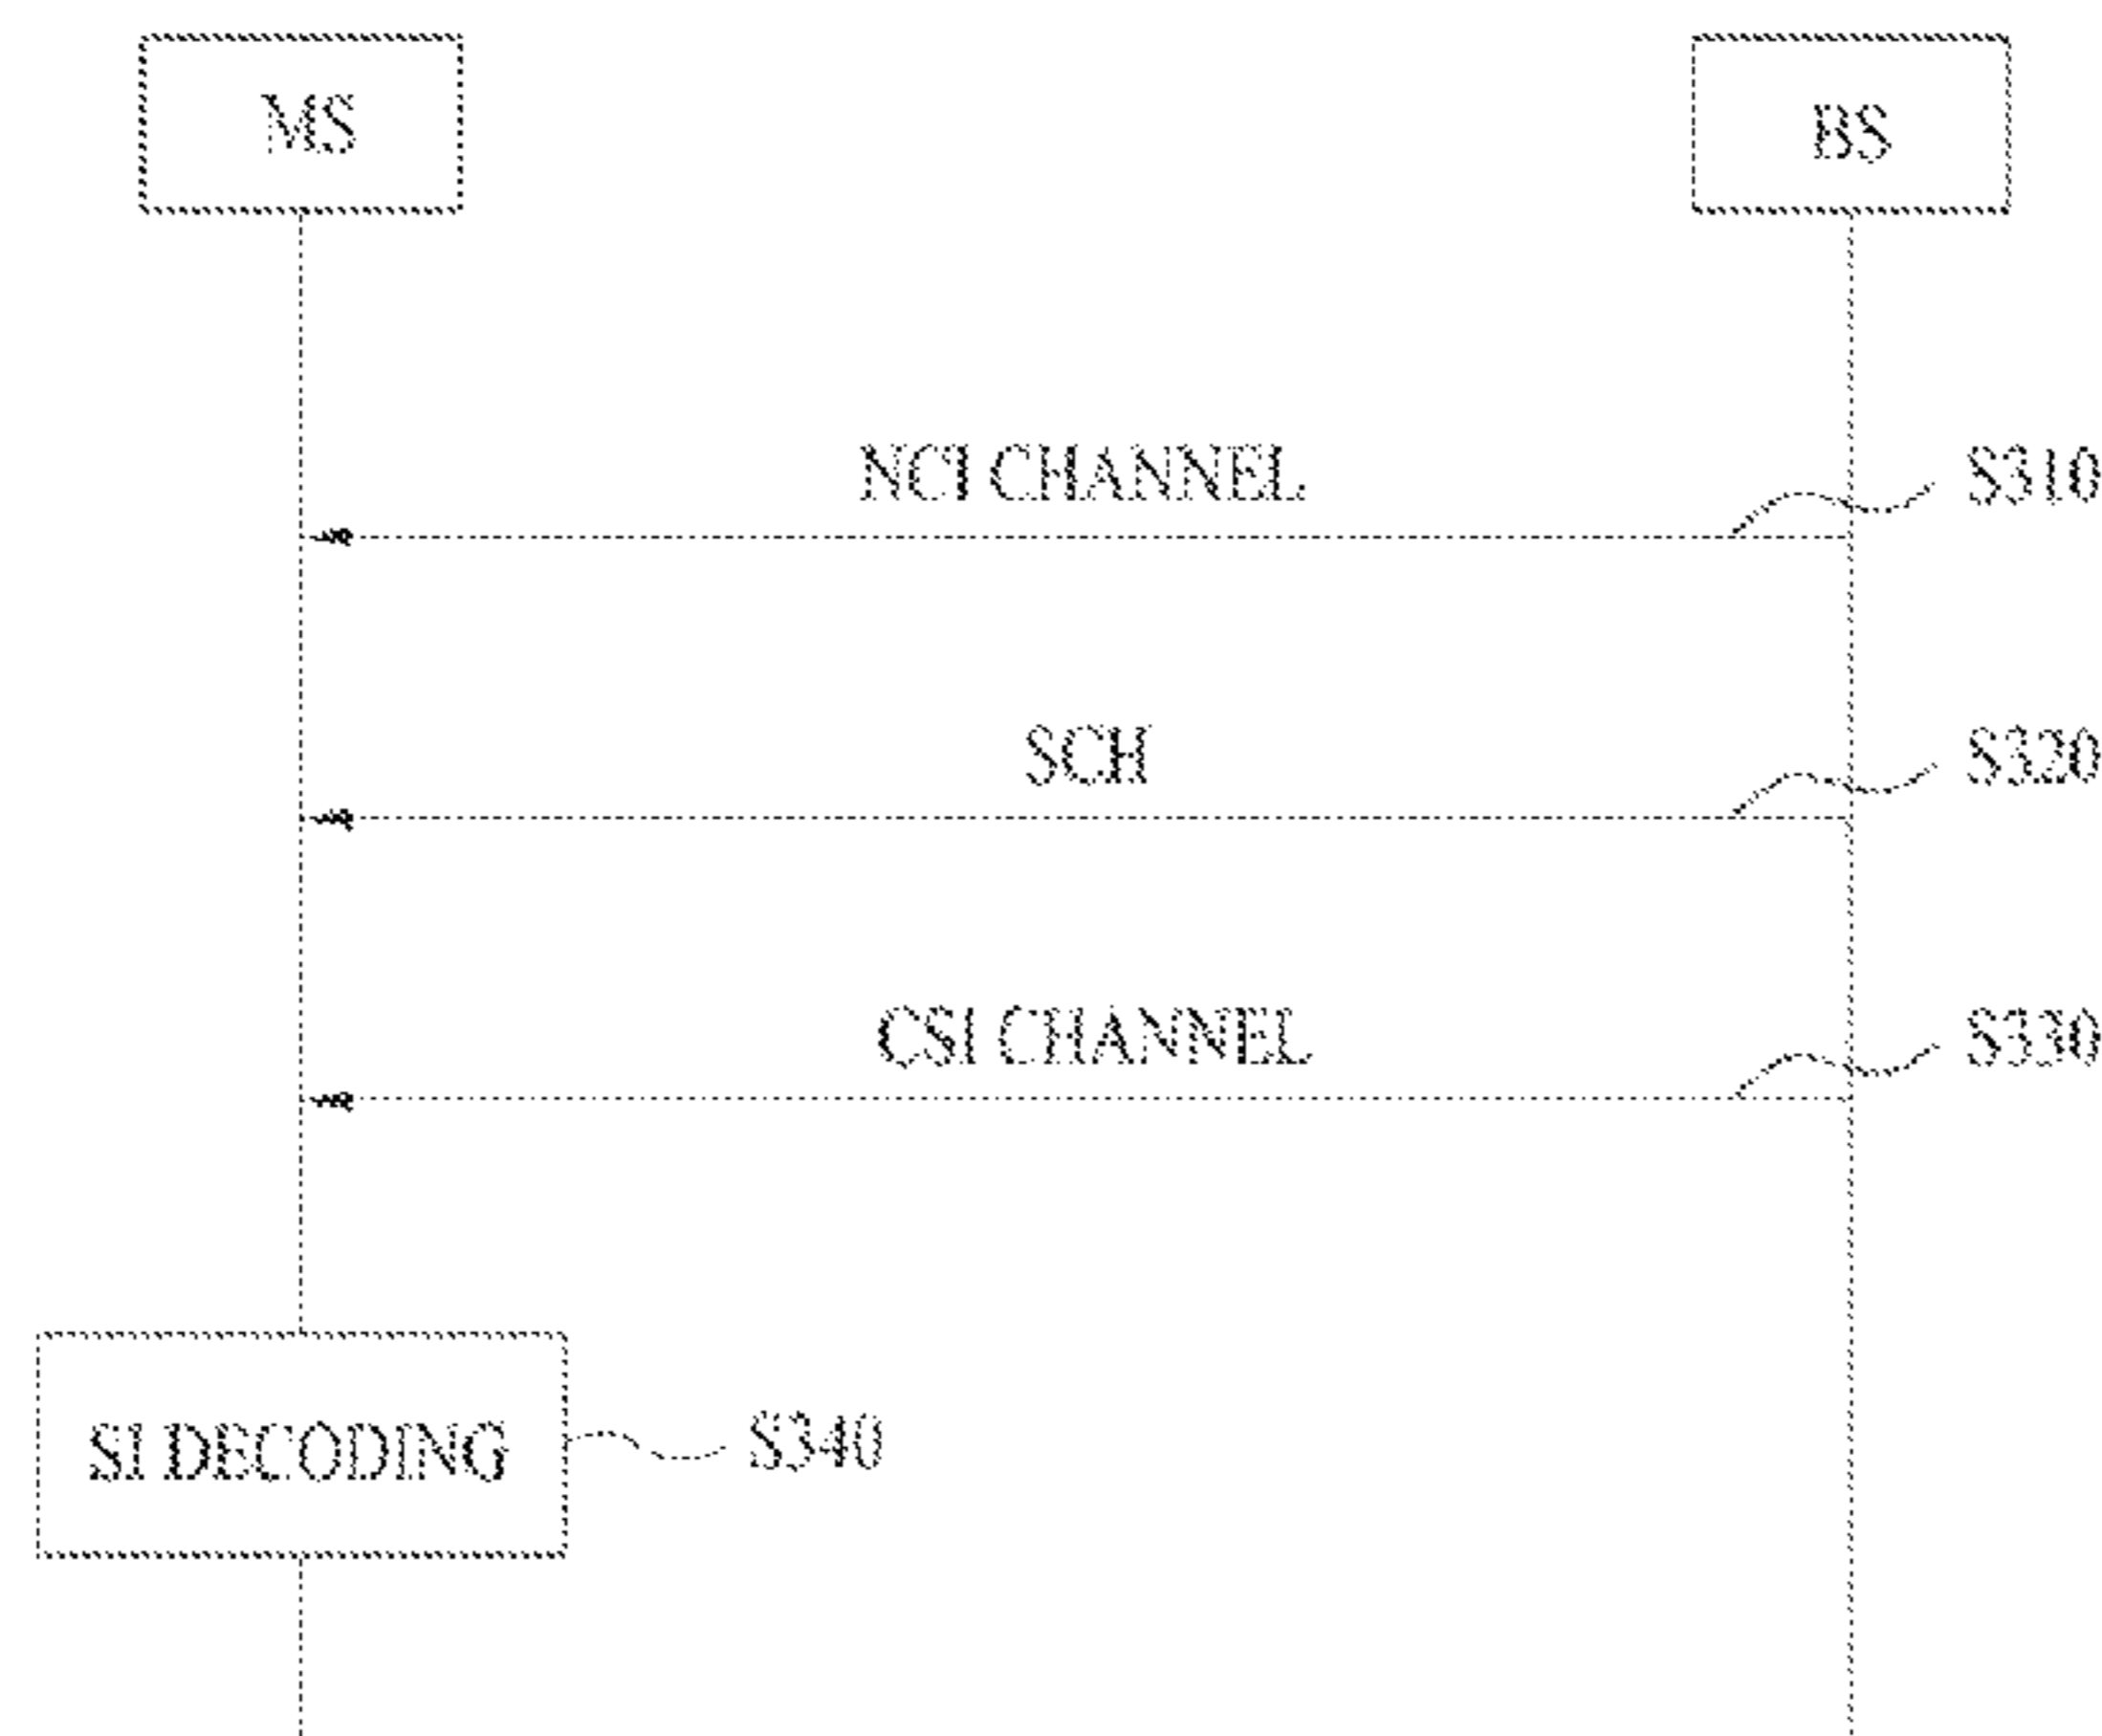 MS
BS
NCI CHANNEL
S310
SCH
S320
CSI CHANNEL
S330
SI DECODING
S340